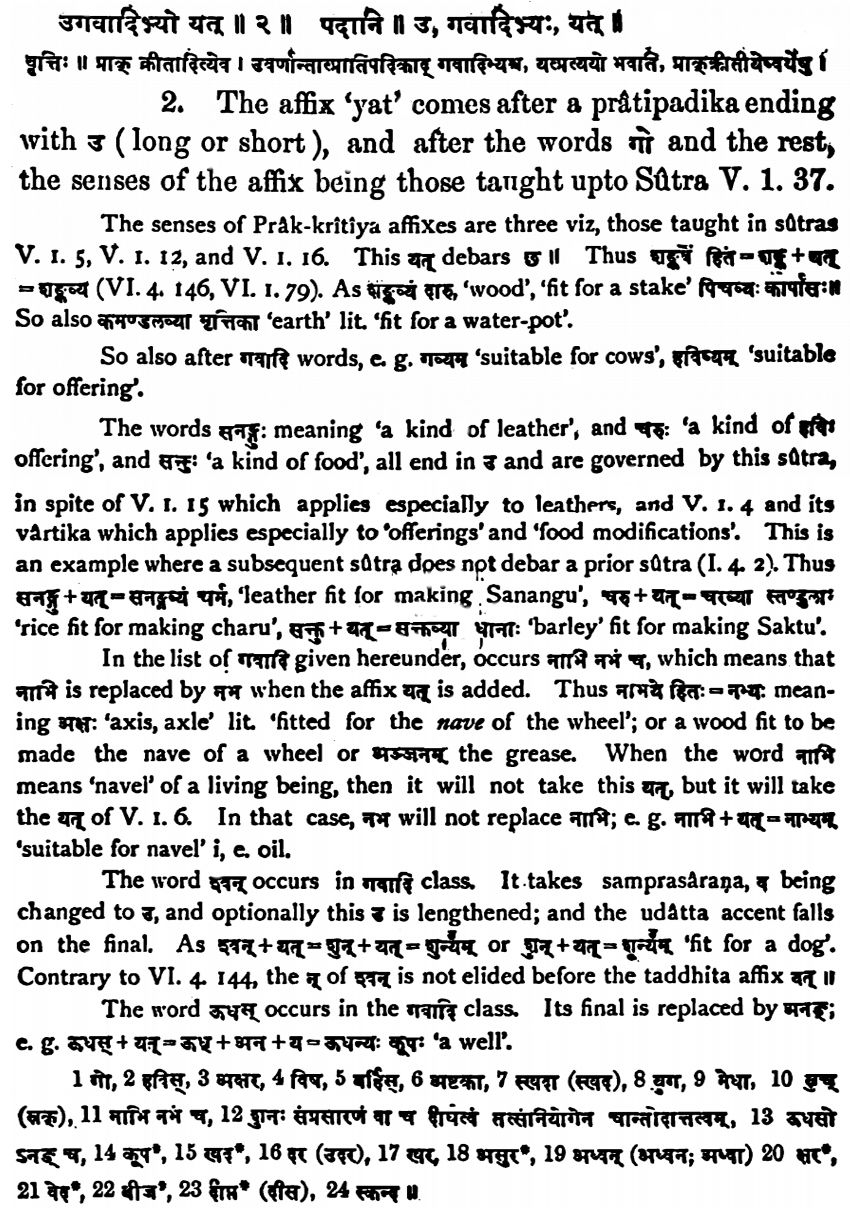 उगवादिभ्यो यत् ॥ २ ॥ पदानि ॥ उ, गवादिभ्यः, यत् ॥
वृत्तिः ॥ प्राक् क्रीतादित्येव । उवर्णान्तात्प्रातिपदिकाद् गवादिभ्यश्च, यत्प्रत्ययो भवति, प्राक्क्रीतीयेष्वर्थेषु ।
2. The affix ‘yat’ comes after a prâtipadika ending
with उ ( long or short ), and after the words गो and the rest,
the senses of the affix being those taught upto Sûtra V. 1. 37.
The senses of Prâk-krîtîya affixes are three viz, those taught in sûtras
V. 1. 5, V. 1. 12, and V. 1. 16. This यत् debars छ ॥ Thus शङ्कवे हितं = शङ्कु + यत्
= शङ्कव्य (VI. 4. 146, VI. 1. 79). As शङ्कव्यं दारु, ‘wood’, ‘fit for a stake’ पिचव्यः कार्पासः॥
So also कमण्डलव्या मृत्तिका ‘earth’ lit. ‘fit for a water-pot’.
So also after गवादि words, e. g. गव्यम् ‘suitable for cows’, हविष्यम् ‘suitable
for offering’.
The words सनङ्गुः meaning ‘a kind of leather’, and चरुः ‘a kind of हविः
offering’, and सक्तुः ‘a kind of food’, all end in उ and are governed by this sûtra,
in spite of V. 1. 15 which applies especially to leathers, and V. 1. 4 and its
vârtika which applies especially to ‘offerings’ and ‘food modifications’. This is
an example where a subsequent sûtra does not debar a prior sûtra (I. 4. 2). Thus
सनङ्गु + यत् = सनङ्गव्यं चर्म, ‘leather fit for making Sanangu’, चरु + यत् = चरव्या स्तण्डुलाः
‘rice fit for making charu’, सक्तु + यत् = सक्तव्या धानाः ‘barley’ fit for making Saktu’.
In the list of गवादि given hereunder, occurs नाभि नभं च, which means that
नाभि is replaced by नभ when the affix यत् is added. Thus नाभये हितः = नभ्यः mean-
ing अक्षः ‘axis, axle’ lit. ‘fitted for the nave of the wheel’; or a wood fit to be
made the nave of a wheel or अञ्जनम् the grease. When the word नाभि
means ‘navel’ of a living being, then it will not take this यत्, but it will take
the यत् of V. 1. 6. In that case, नभ will not replace नाभि; e. g. नाभि + यत् = नाभ्यम्
‘suitable for navel’ i, e. oil.
The word श्वन् occurs in गवादि class. It takes samprasâraṇa, व being
changed to उ, and optionally this उ is lengthened; and the udâtta accent falls
on the final. As श्वन् + यत् = शुन् + यत् = शुन्यम् or शून् + यत् = शून्यम् ‘fit for a dog’.
Contrary to VI. 4. 144, the न् of श्वन् is not elided before the taddhita affix यत् ॥
The word ऊधस् occurs in the गवादि class. Its final is replaced by अनङ्;
e. g. ऊधस् + यत् = ऊध् + अन + य = ऊधन्यः कूपः ‘a well’.
1 गो, 2 हविस्, 3 अक्षर, 4 विष, 5 बर्हिस्, 6 अष्टका, 7 स्खदा (स्खद), 8 युग, 9 मेधा, 10 स्रुच्
(स्रक्), 11 नाभि नभं च, 12 शुनः संप्रसारणं वा च दीर्घत्वं तत्संनियोगेन चान्तोदात्तत्वम्, 13 ऊधसो
ऽनङ् च, 14 कूप*, 15 खद*, 16 दर (उदर), 17 खर, 18 असुर*, 19 अध्वन् (अध्वन; अध्वा) 20 क्षर*,
21 वेद*, 22 बीज*, 23 दीप्त* (दीस), 24 स्कन्द ॥